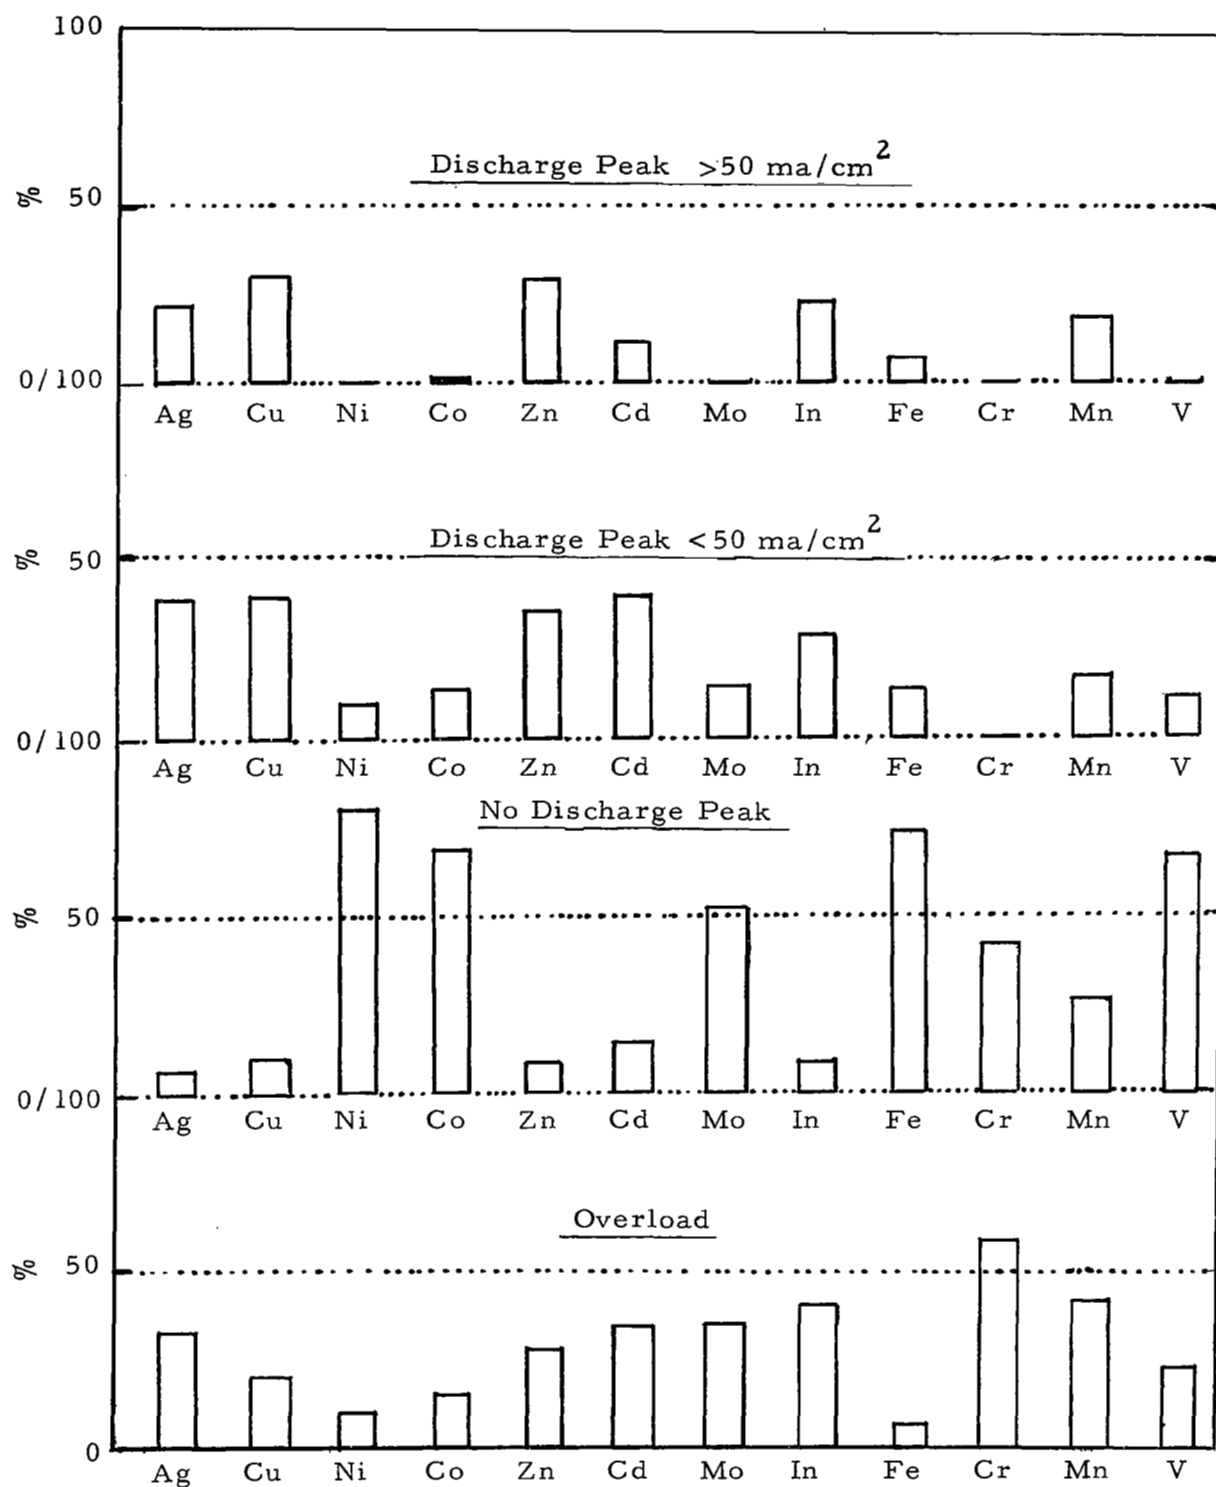 100
Discharge Peak >50 ma/cm²
% 50
0/100
Ag Cu Ni Co Zn Cd Mo In Fe Cr Mn V
Discharge Peak <50 ma/cm²
% 50
0/100
Ag Cu Ni Co Zn Cd Mo In Fe Cr Mn V
No Discharge Peak
% 50
0/100
Ag Cu Ni Co Zn Cd Mo In Fe Cr Mn V
Overload
% 50
0
Ag Cu Ni Co Zn Cd Mo In Fe Cr Mn V